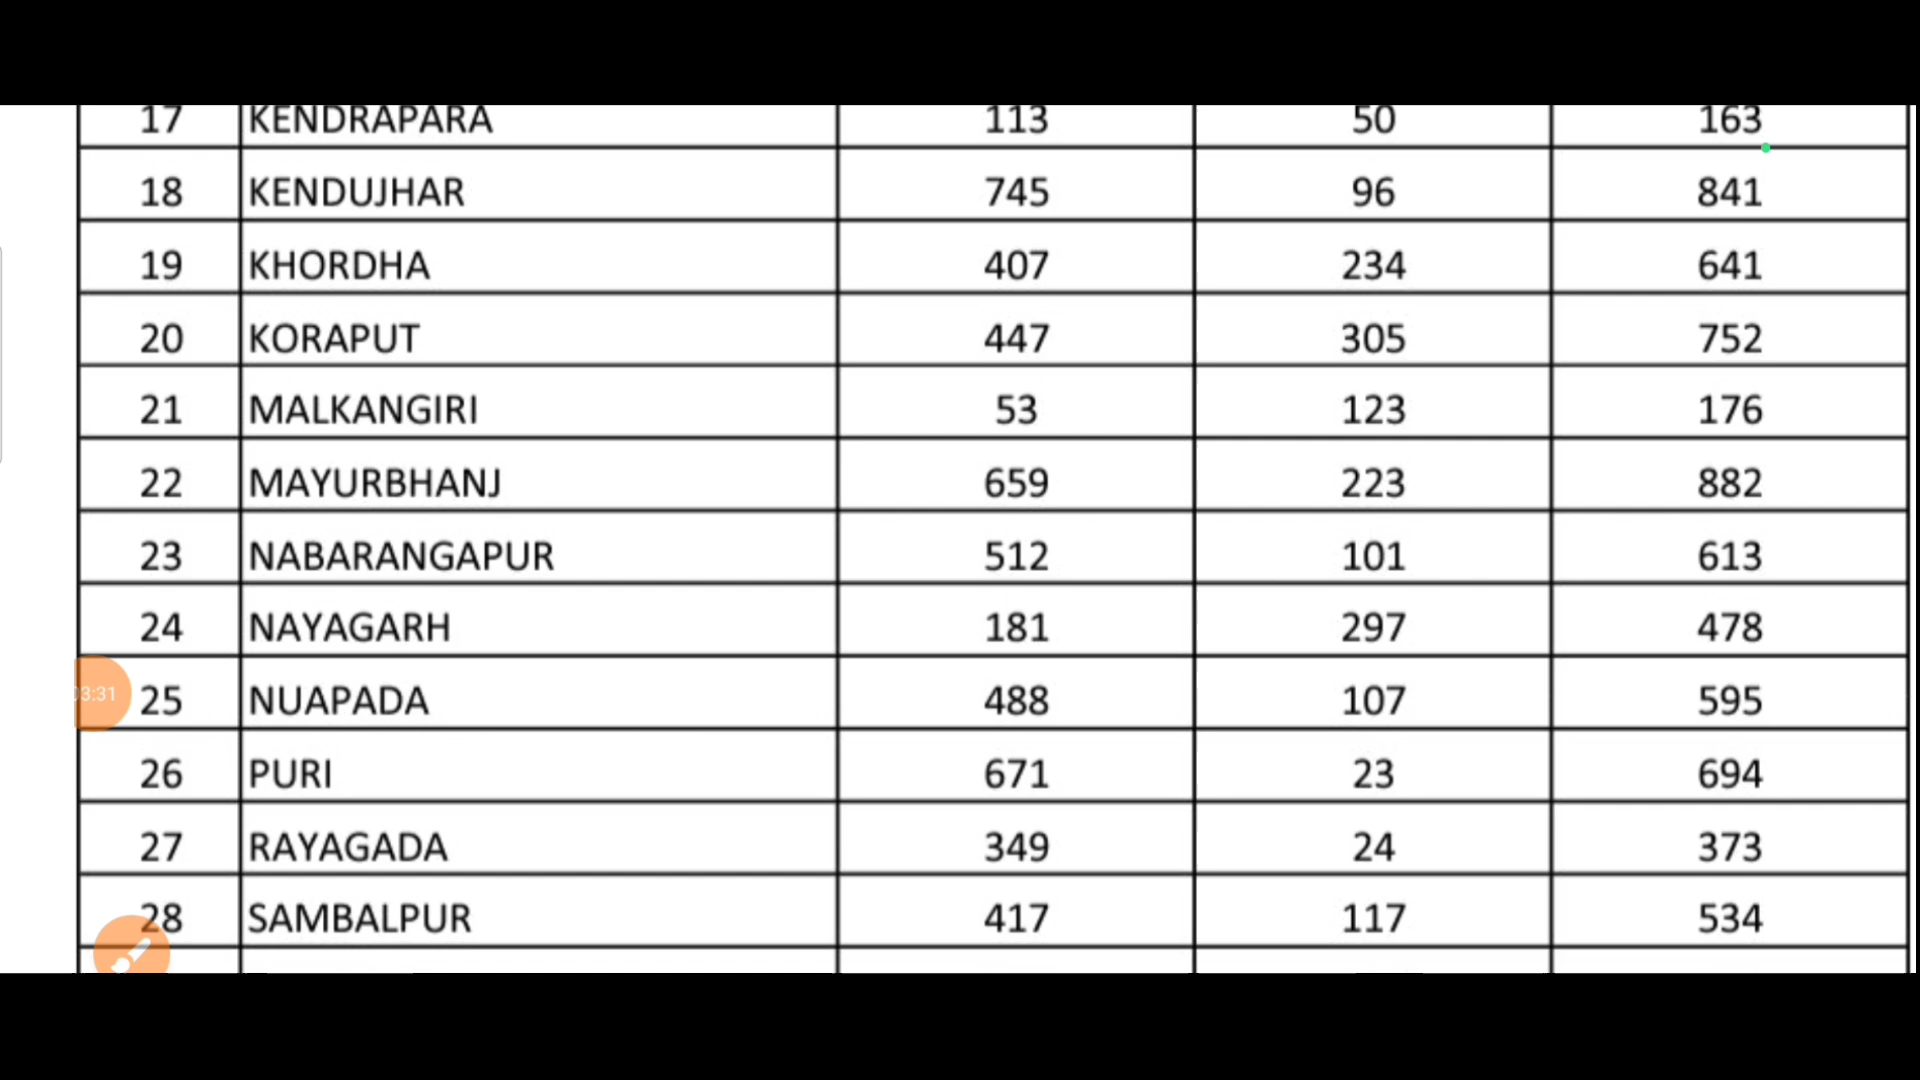 17 KENDRAPARA 113 50 163
18 KENDUJHAR 745 96 841
19 KHORDHA 407 234 641
20 KORAPUT 447 305 752
21 MALKANGIRI 53 123 176
22 MAYURBHANJ 659 223 882
23 NABARANGAPUR 512 101 613
24 NAYAGARH 181 297 478
03:31
25 NUAPADA 488 107 595
26 PURI 671 23 694
27 RAYAGADA 349 24 373
28 SAMBALPUR 417 117 534